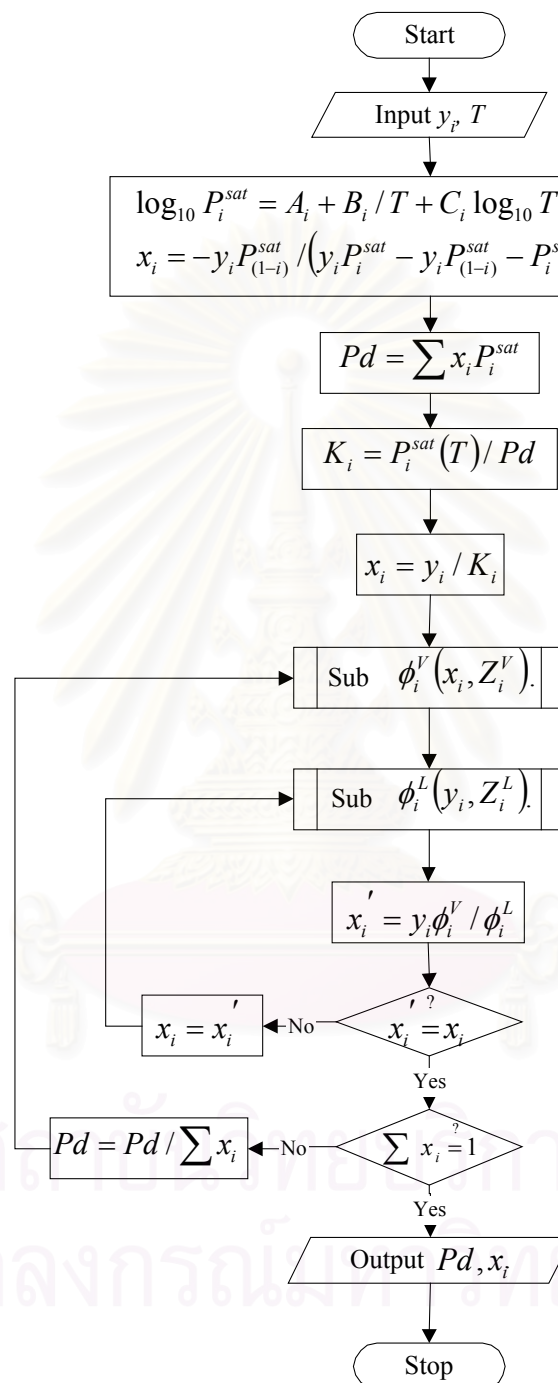 Start
Input y_i, T
log₁₀ P_i^{sat} = A_i + B_i / T + C_i log₁₀ T
x_i = −y_i P_{(1−i)}^{sat} / (y_i P_i^{sat} − y_i P_{(1−i)}^{sat} − P_i^s
Pd = ∑ x_i P_i^{sat}
K_i = P_i^{sat}(T) / Pd
x_i = y_i / K_i
Sub ϕ_i^V(x_i, Z_i^V).
Sub ϕ_i^L(y_i, Z_i^L).
x_i' = y_i ϕ_i^V / ϕ_i^L
x_i = x_i'
No
x_i' =? x_i
Yes
Pd = Pd / ∑ x_i
No
∑ x_i =? 1
Yes
Output Pd, x_i
Stop